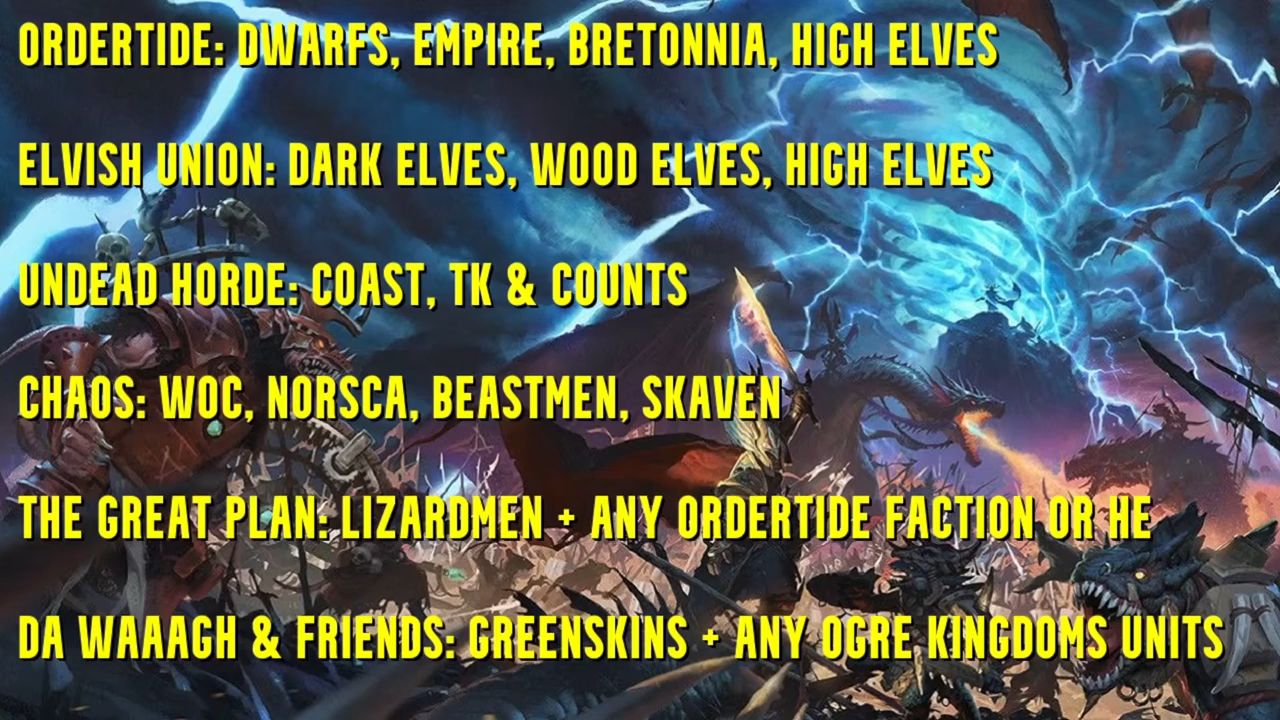 ORDERTIDE: DWARFS, EMPIRE, BRETONNIA, HIGH ELVES
ELVISH UNION: DARK ELVES, WOOD ELVES, HIGH ELVES
UNDEAD HORDE: COAST, TK & COUNTS
CHAOS: WOC, NORSCA, BEASTMEN, SKAVEN
THE GREAT PLAN: LIZARDMEN + ANY ORDERTIDE FACTION OR HE
DA WAAAGH & FRIENDS: GREENSKINS + ANY OGRE KINGDOMS UNITS